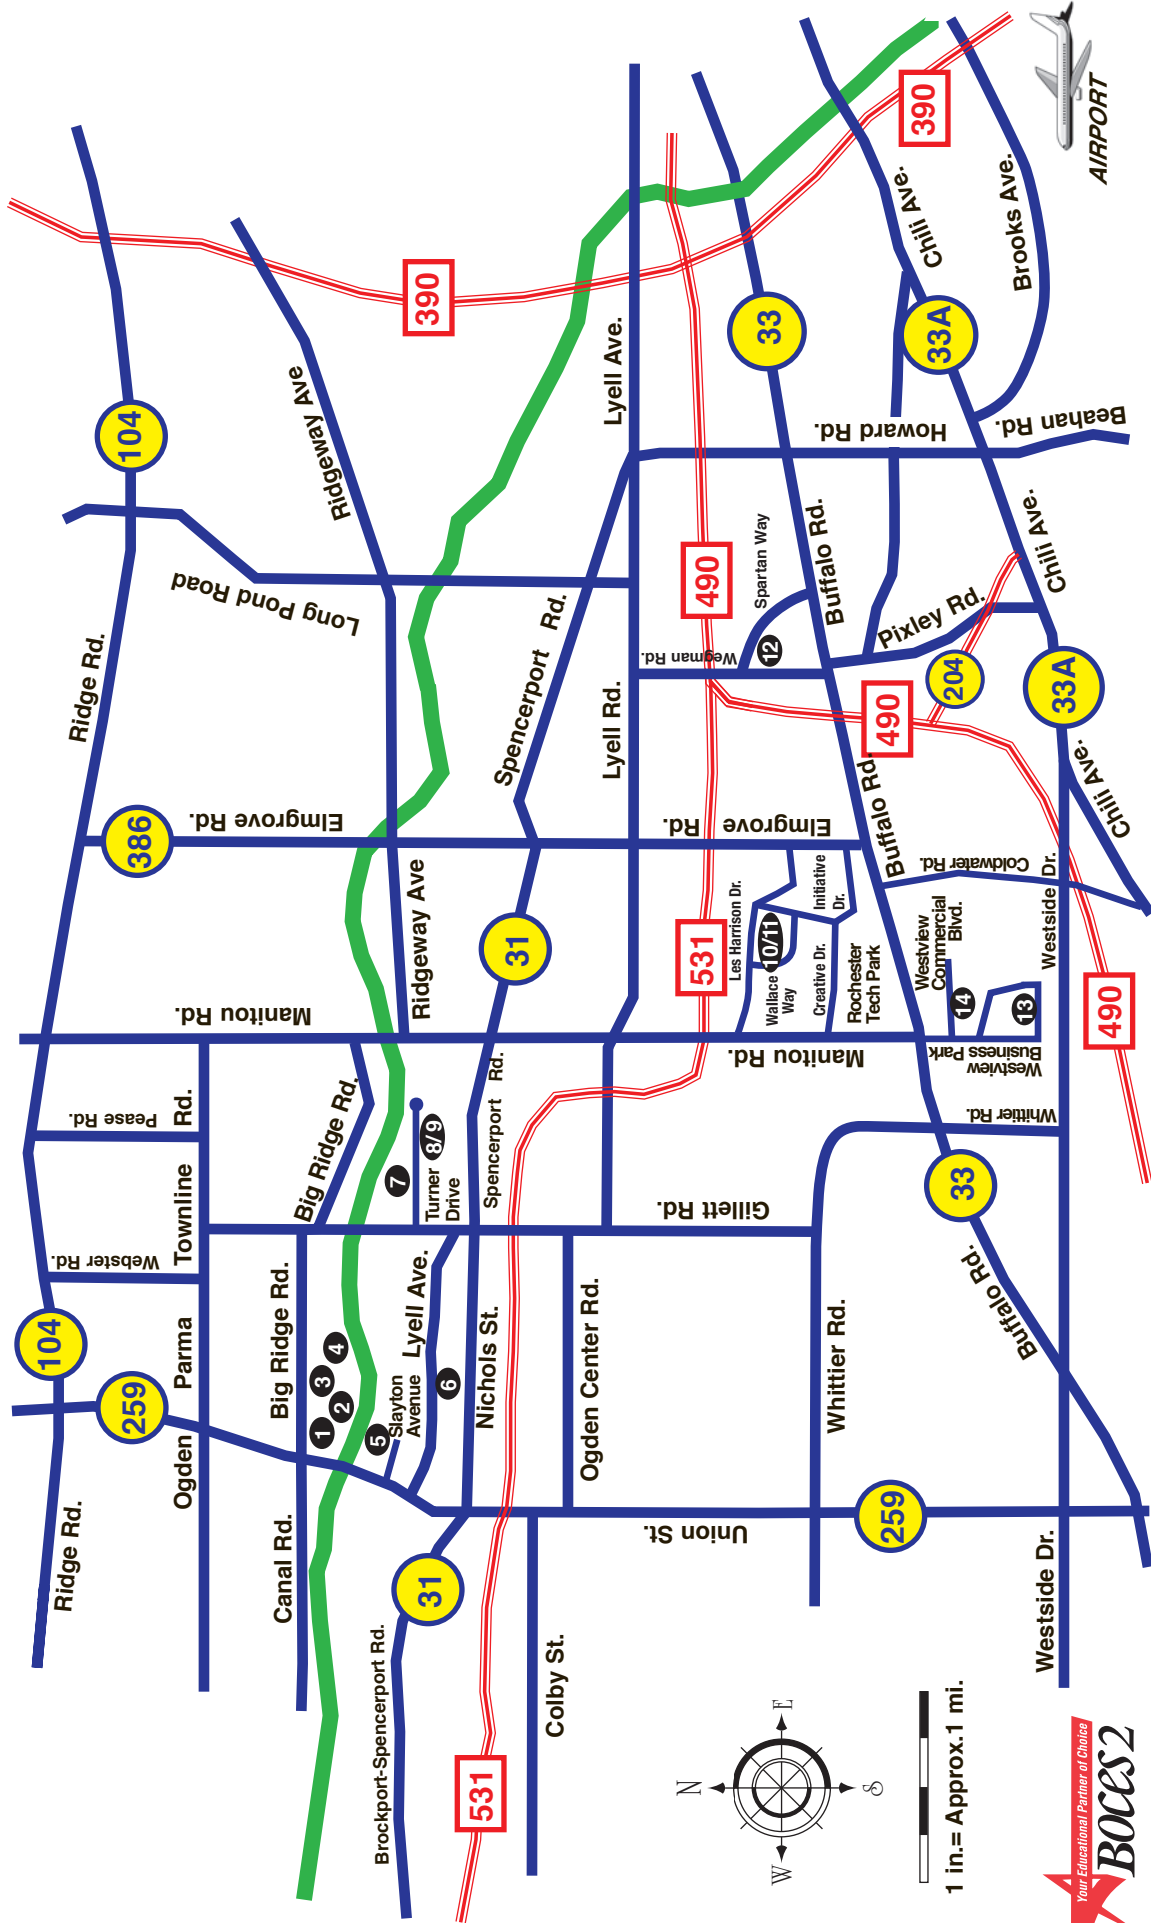 390
104
Ridge Rd.
Ridgeway Ave
Long Pond Road
390
Lyell Ave.
33
Chili Ave.
390
Brooks Ave.
AIRPORT
33A
Howard Rd.
Beahan Rd.
490
Spartan Way
Buffalo Rd.
Pixley Rd.
Chili Ave.
Wegman Rd.
12
204
490
33A
Chili Ave.
Spencerport Rd.
Lyell Rd.
386
Elmgrove Rd.
Elmgrove Rd.
Buffalo Rd.
Buffalo Rd.
Coldwater Rd.
Westside Dr.
Ridgeway Ave
31
531
Les Harrison Dr.
10/11
Wallace
Way
Initiative
Dr.
Creative Dr.
Rochester
Tech Park
Westview
Commercial
Blvd.
14
13
490
Westview
Business Park
Manitou Rd.
Manitou Rd.
Pease Rd.
Webster Rd.
Ogden Parma Townline Rd.
Big Ridge Rd.
7
8/9
Turner
Drive
Spencerport Rd.
Gillett Rd.
Whittier Rd.
33
Buffalo Rd.
104
259
Big Ridge Rd.
1
2
3
4
5
Slayton
Avenue
Lyell Ave.
6
Nichols St.
Ogden Center Rd.
Whittier Rd.
Ridge Rd.
Canal Rd.
31
Union St.
259
Westside Dr.
Brockport-Spencerport Rd.
531
Colby St.
N
W
E
S
1 in.= Approx.1 mi.
Your Educational Partner of Choice
BOCES 2